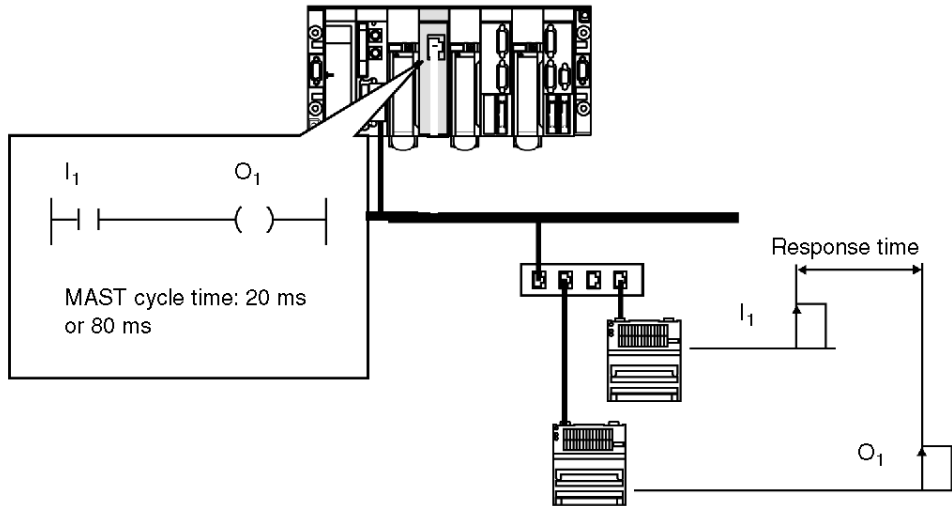 I₁ O₁
MAST cycle time: 20 ms
or 80 ms
Response time
I₁
O₁